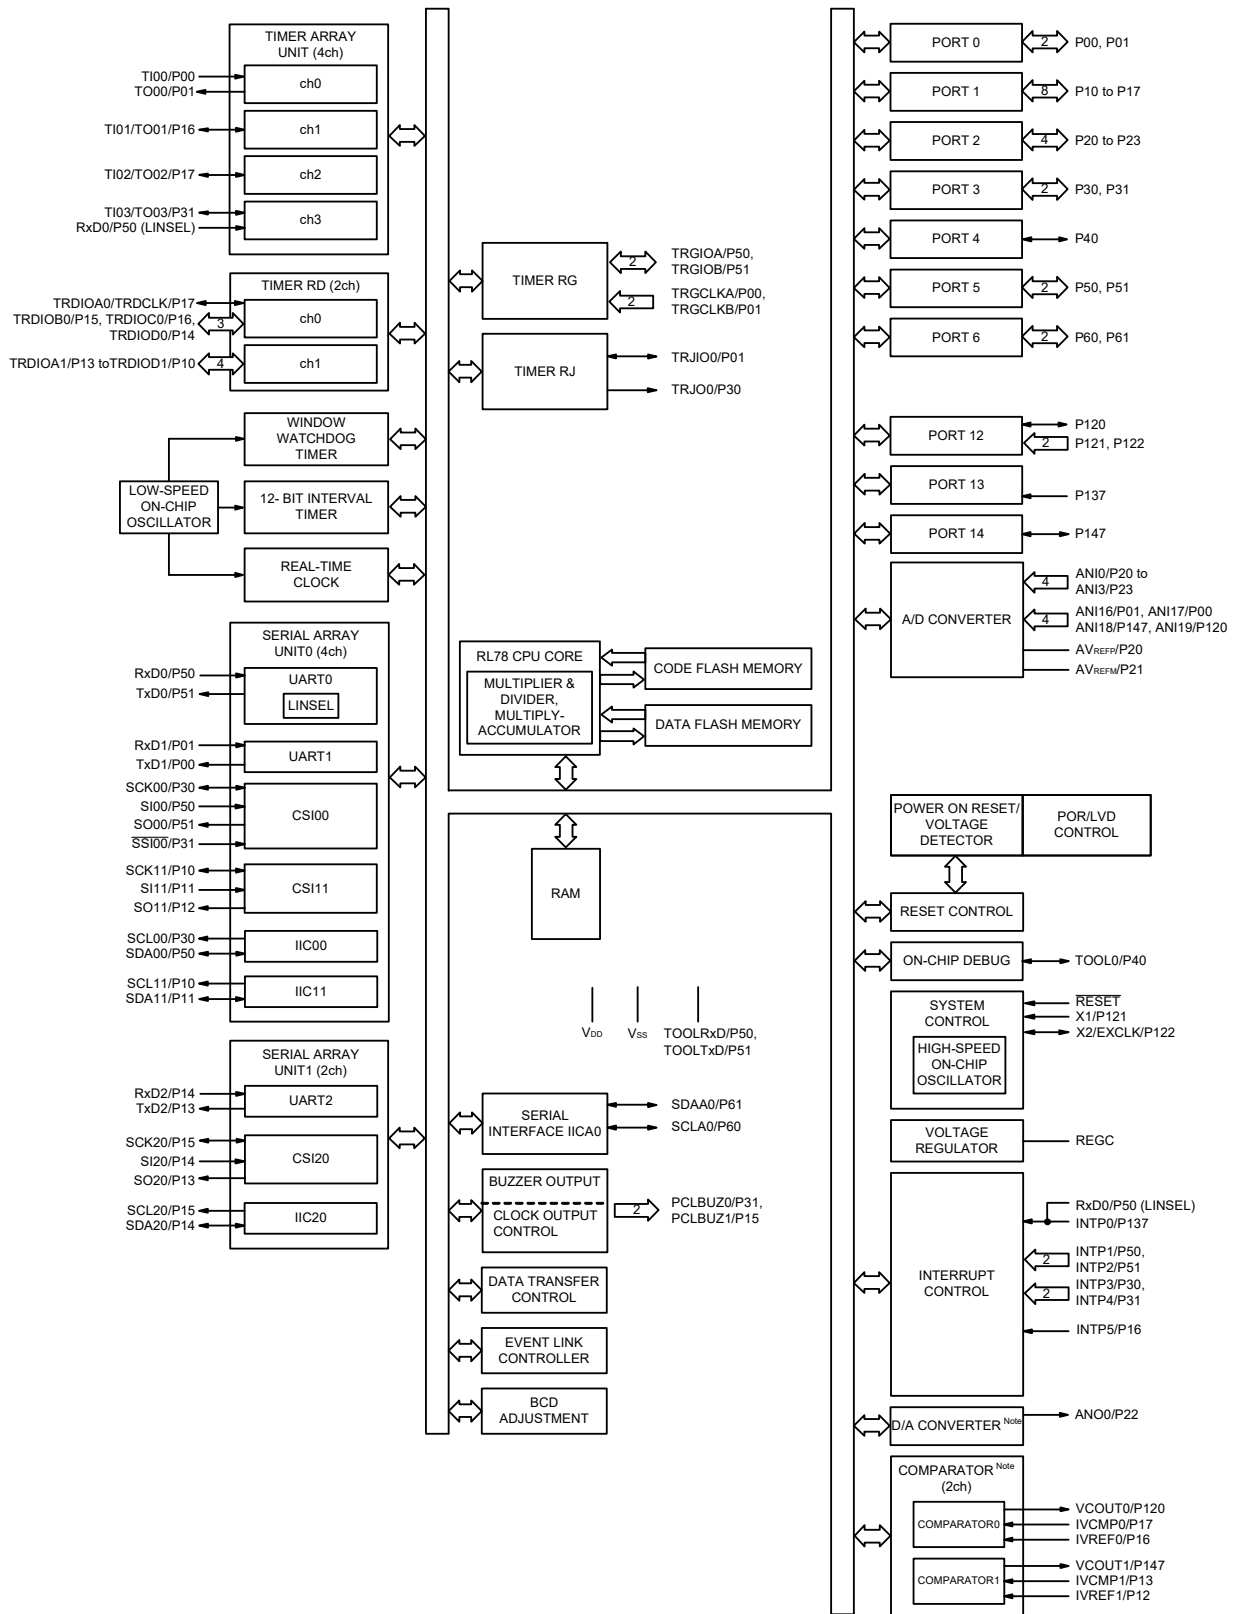 TIMER ARRAY
UNIT (4ch)
TI00/P00
TO00/P01
ch0
TI01/TO01/P16
ch1
TI02/TO02/P17
ch2
TI03/TO03/P31
RxD0/P50 (LINSEL)
ch3
TIMER RD (2ch)
TRDIOA0/TRDCLK/P17
TRDIOB0/P15, TRDIOC0/P16,
TRDIOD0/P14
3
ch0
TRDIOA1/P13 toTRDIOD1/P10
4
ch1
WINDOW
WATCHDOG
TIMER
LOW-SPEED
ON-CHIP
OSCILLATOR
12- BIT INTERVAL
TIMER
REAL-TIME
CLOCK
SERIAL ARRAY
UNIT0 (4ch)
RxD0/P50
TxD0/P51
UART0
LINSEL
RxD1/P01
TxD1/P00
UART1
SCK00/P30
SI00/P50
SO00/P51
SSI00/P31
CSI00
SCK11/P10
SI11/P11
SO11/P12
CSI11
SCL00/P30
SDA00/P50
IIC00
SCL11/P10
SDA11/P11
IIC11
SERIAL ARRAY
UNIT1 (2ch)
RxD2/P14
TxD2/P13
UART2
SCK20/P15
SI20/P14
SO20/P13
CSI20
SCL20/P15
SDA20/P14
IIC20
TIMER RG
2
TRGIOA/P50,
TRGIOB/P51
2
TRGCLKA/P00,
TRGCLKB/P01
TIMER RJ
TRJIO0/P01
TRJO0/P30
RL78 CPU CORE
MULTIPLIER &
DIVIDER,
MULTIPLY-
ACCUMULATOR
CODE FLASH MEMORY
DATA FLASH MEMORY
RAM
VDD
VSS
TOOLRxD/P50,
TOOLTxD/P51
SERIAL
INTERFACE IICA0
SDAA0/P61
SCLA0/P60
BUZZER OUTPUT
CLOCK OUTPUT
CONTROL
2
PCLBUZ0/P31,
PCLBUZ1/P15
DATA TRANSFER
CONTROL
EVENT LINK
CONTROLLER
BCD
ADJUSTMENT
PORT 0
2
P00, P01
PORT 1
8
P10 to P17
PORT 2
4
P20 to P23
PORT 3
2
P30, P31
PORT 4
P40
PORT 5
2
P50, P51
PORT 6
2
P60, P61
PORT 12
P120
2
P121, P122
PORT 13
P137
PORT 14
P147
A/D CONVERTER
4
ANI0/P20 to
ANI3/P23
4
ANI16/P01, ANI17/P00
ANI18/P147, ANI19/P120
AVREFP/P20
AVREFM/P21
POWER ON RESET/
VOLTAGE
DETECTOR
POR/LVD
CONTROL
RESET CONTROL
ON-CHIP DEBUG
TOOL0/P40
SYSTEM
CONTROL
HIGH-SPEED
ON-CHIP
OSCILLATOR
RESET
X1/P121
X2/EXCLK/P122
VOLTAGE
REGULATOR
REGC
INTERRUPT
CONTROL
RxD0/P50 (LINSEL)
INTP0/P137
2
INTP1/P50,
INTP2/P51
2
INTP3/P30,
INTP4/P31
INTP5/P16
D/A CONVERTER Note
ANO0/P22
COMPARATOR Note
(2ch)
COMPARATOR0
VCOUT0/P120
IVCMP0/P17
IVREF0/P16
COMPARATOR1
VCOUT1/P147
IVCMP1/P13
IVREF1/P12